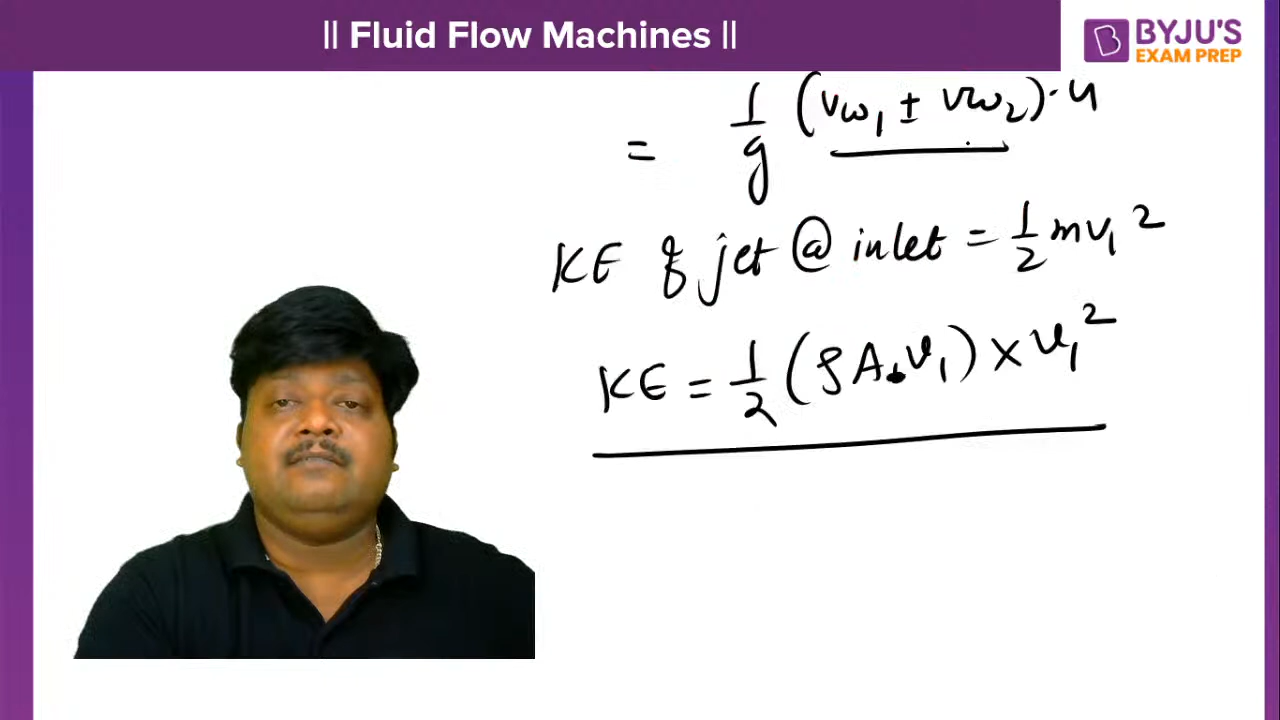 || Fluid Flow Machines ||
BYJU'S
EXAM PREP
= 1/g (Vw₁ ± Vw₂)·u
KE of jet @ inlet = 1/2 mv₁²
KE = 1/2 (ρA·v₁) × v₁²